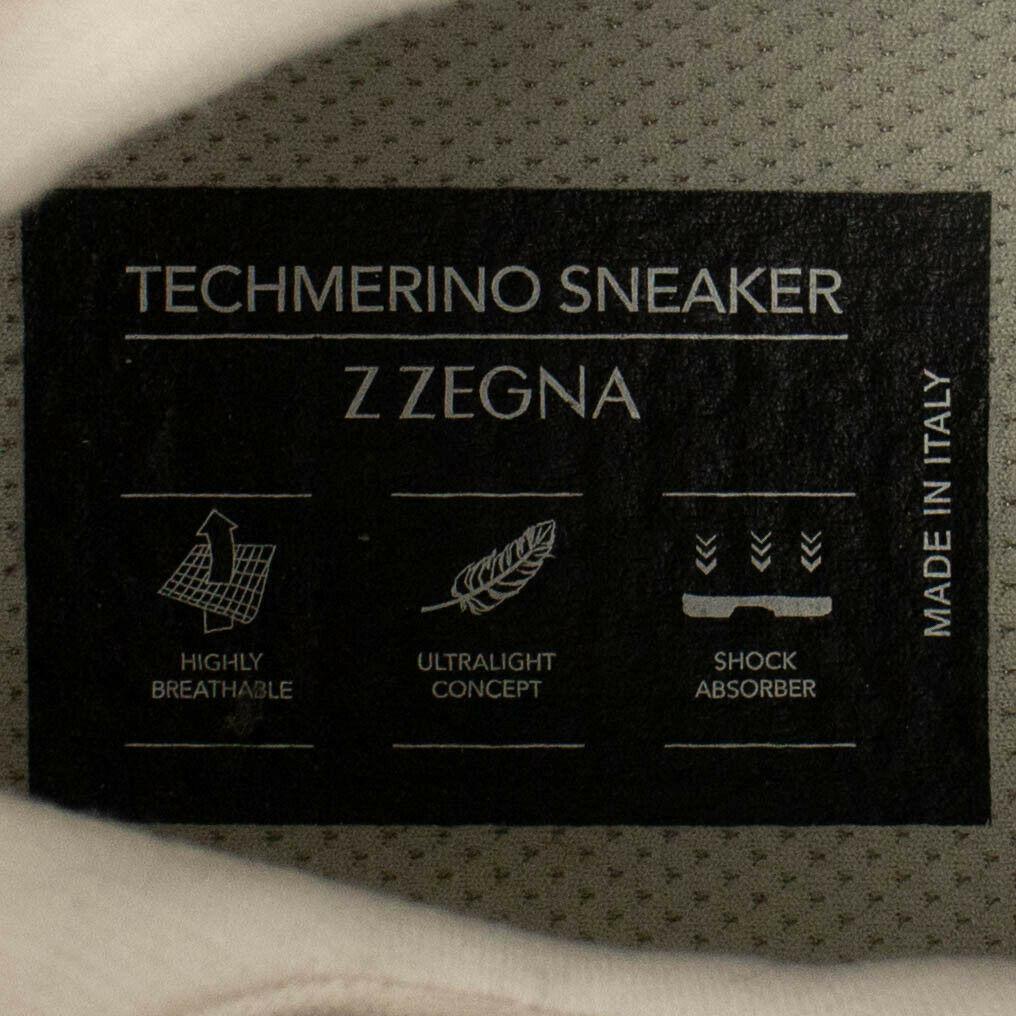 TECHMERINO SNEAKER
Z ZEGNA
HIGHLY
BREATHABLE
ULTRALIGHT
CONCEPT
SHOCK
ABSORBER
MADE IN ITALY